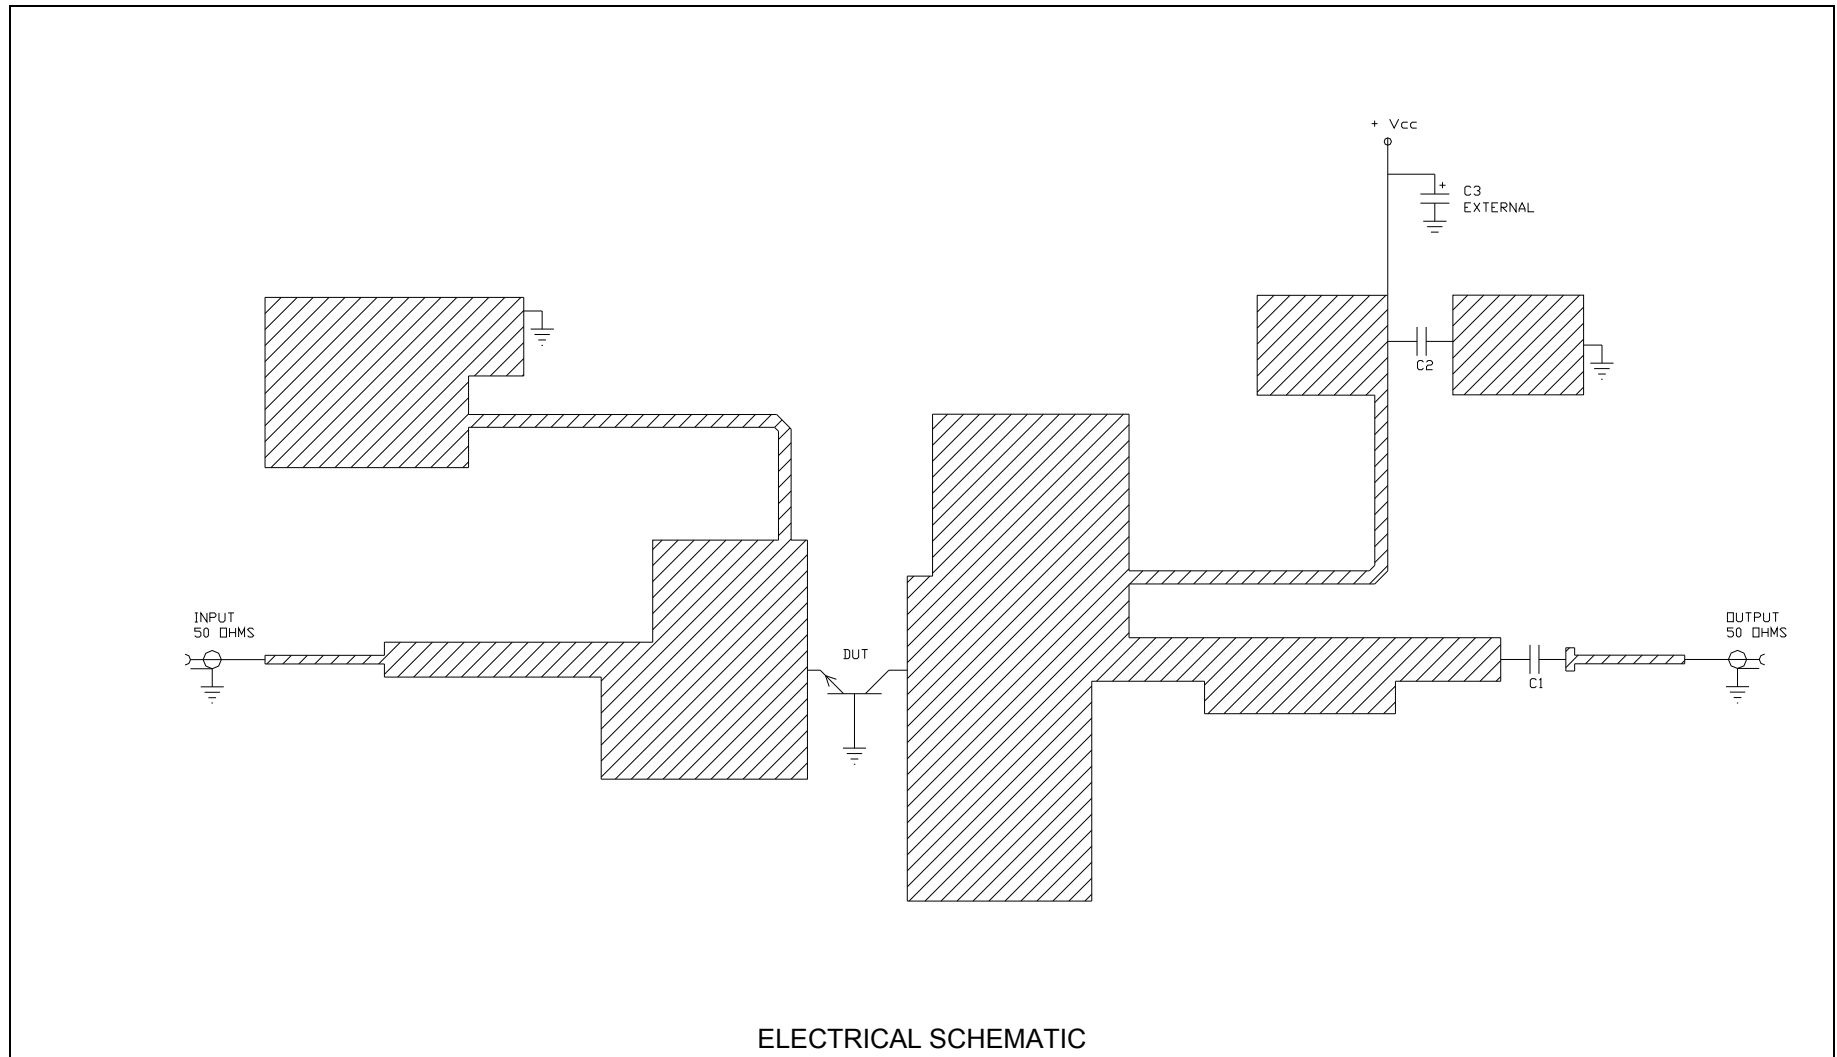 + Vcc
+ C3
EXTERNAL
C2
INPUT
50 OHMS
DUT
OUTPUT
50 OHMS
C1
ELECTRICAL SCHEMATIC